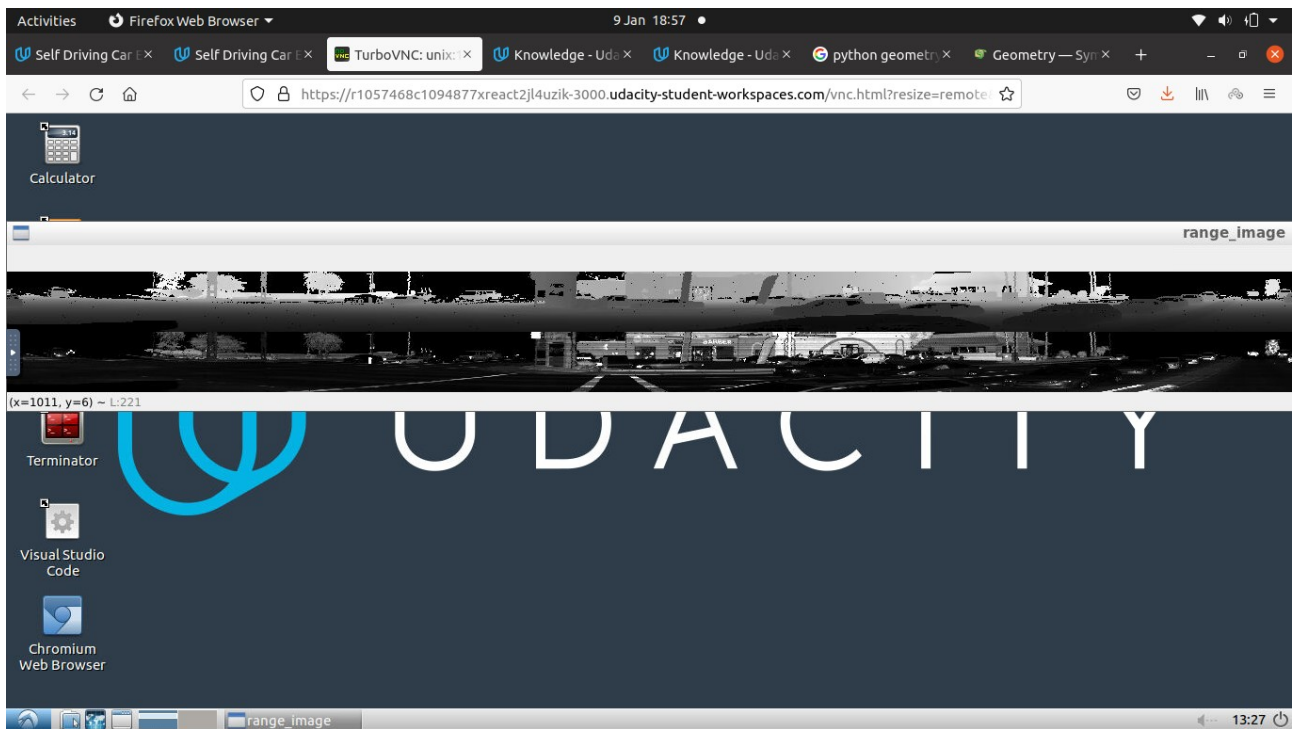 Activities Firefox Web Browser 9 Jan 18:57
Self Driving Car E Self Driving Car E TurboVNC: unix:1 Knowledge - Uda Knowledge - Uda python geometry Geometry — Sym
https://r1057468c1094877xreact2jl4uzik-3000.udacity-student-workspaces.com/vnc.html?resize=remote
Calculator
range_image
BARBER
(x=1011, y=6) ~ L:221
UDACITY
Terminator
Visual Studio
Code
Chromium
Web Browser
range_image 13:27